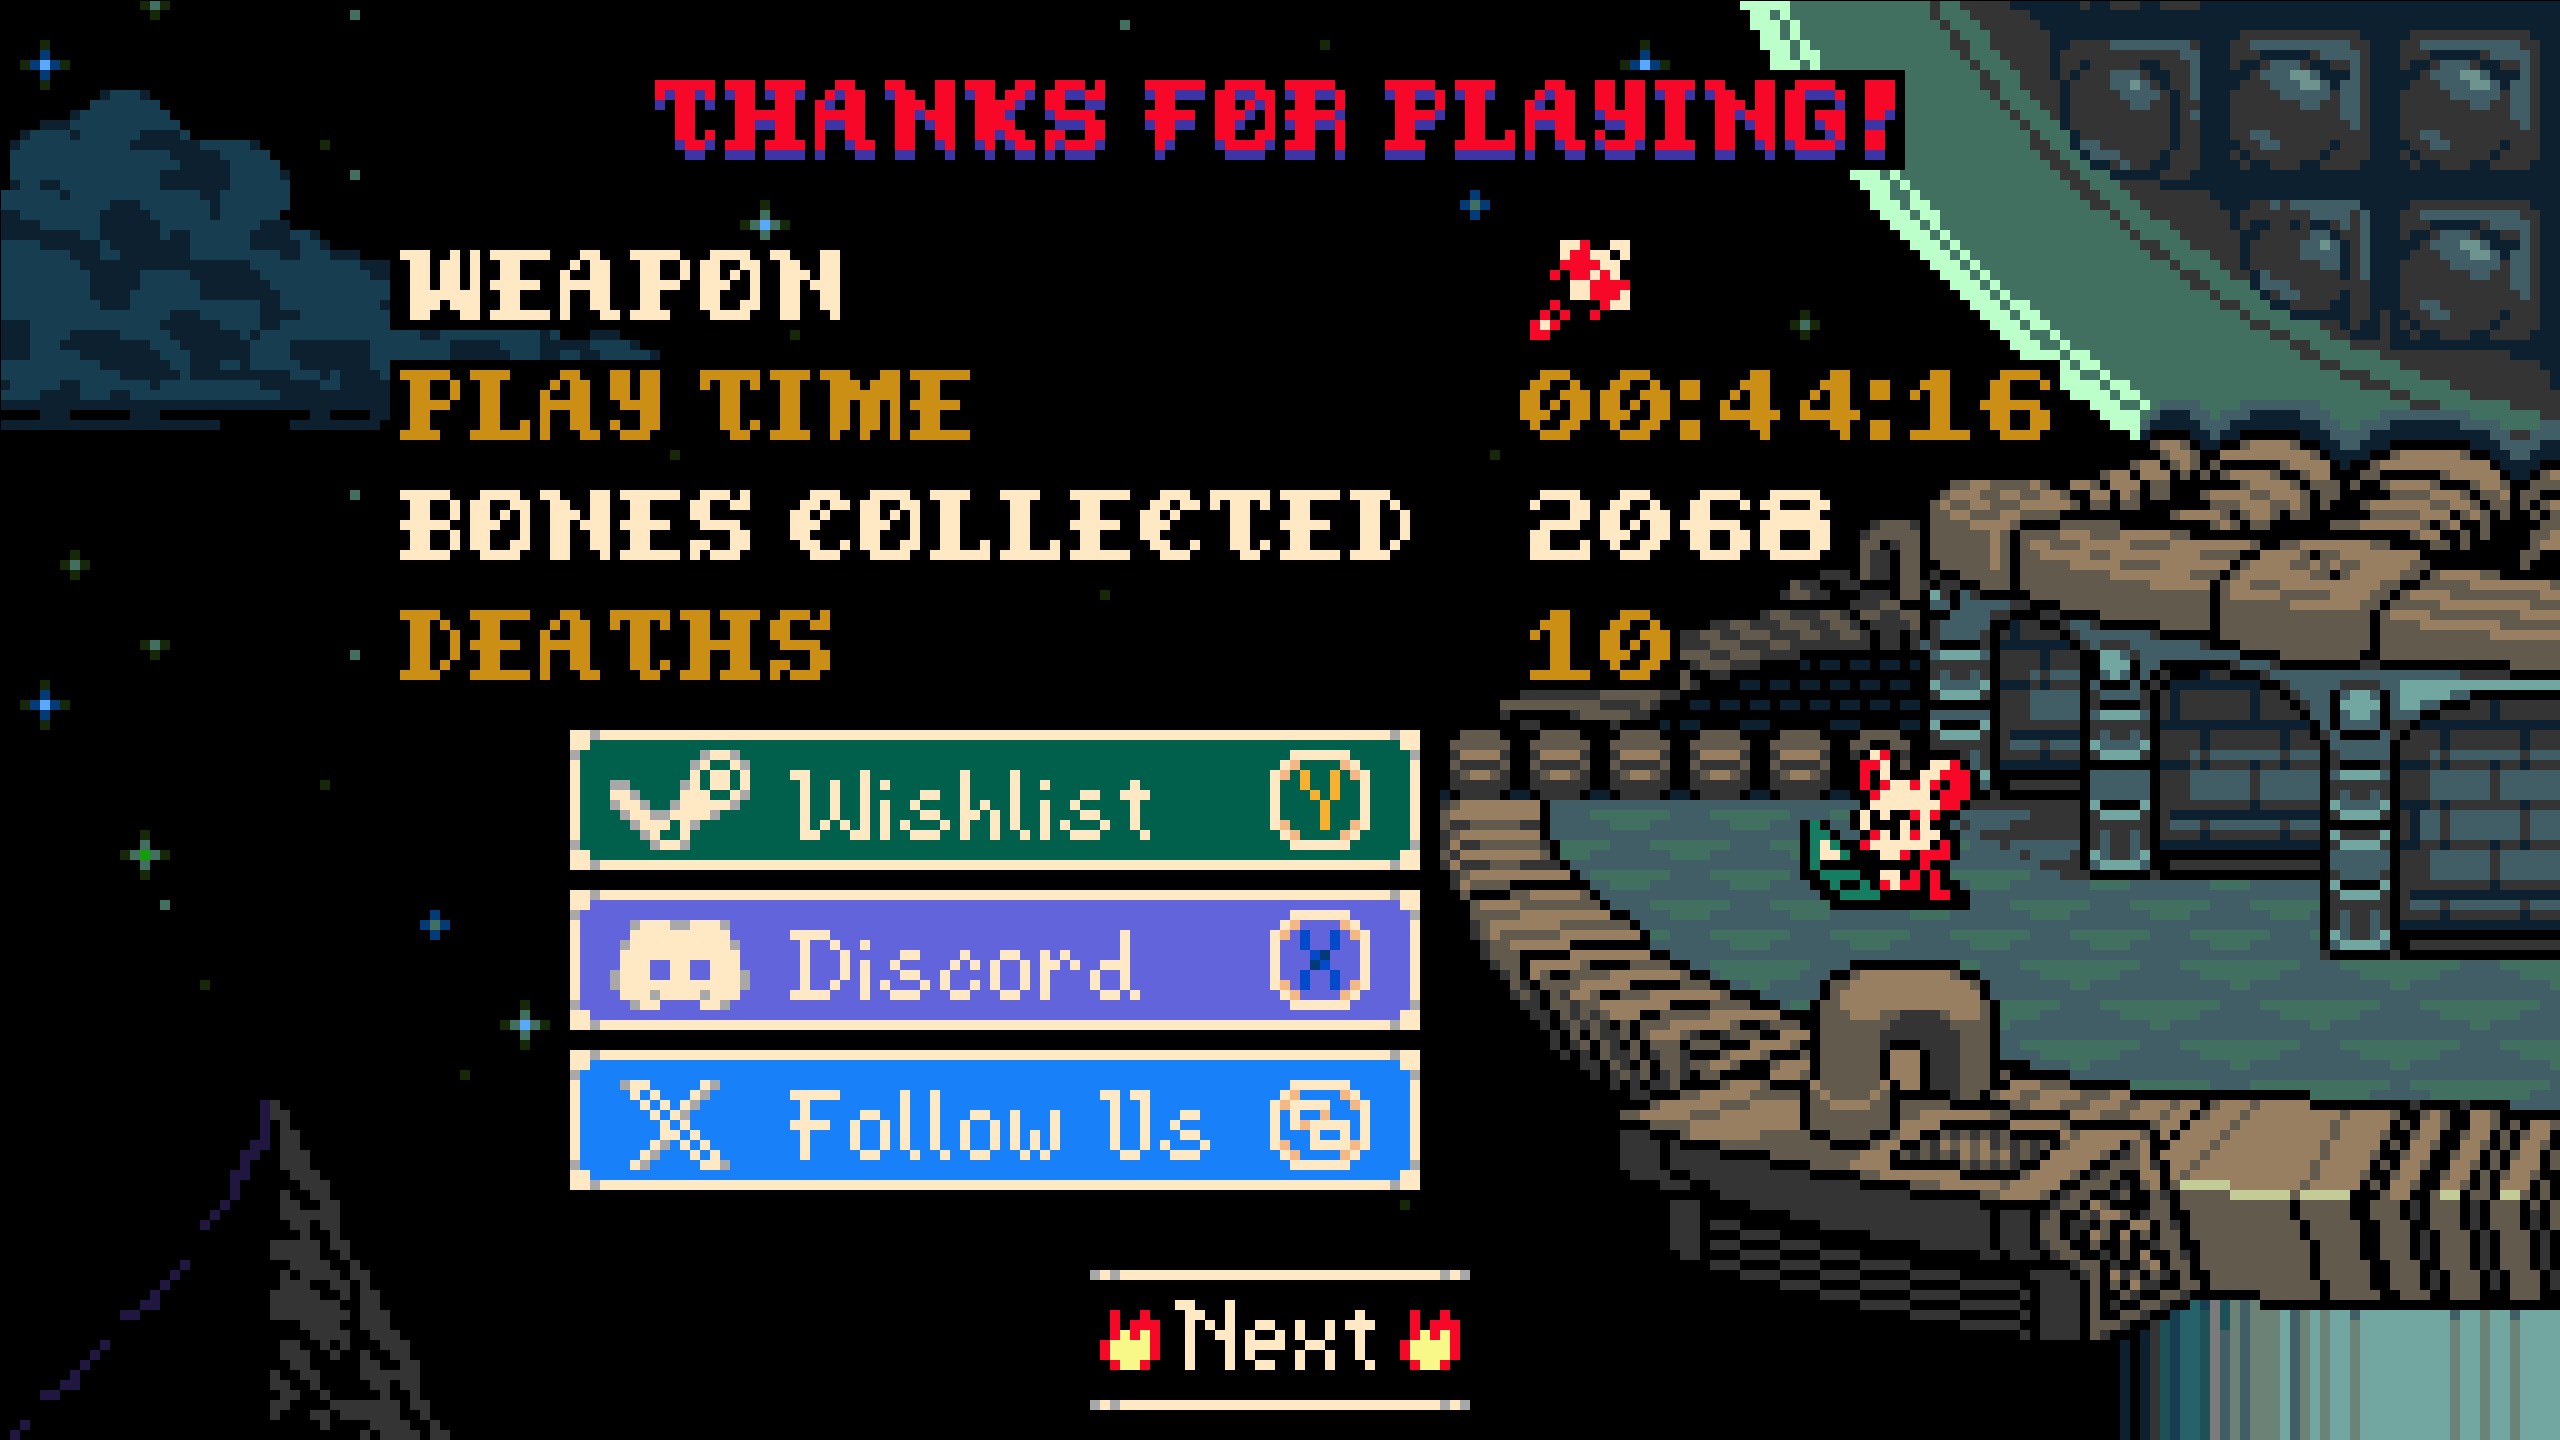 THANKS FOR PLAYING!
WEAPON
PLAY TIME 00:44:16
BONES COLLECTED 2068
DEATHS 10
Wishlist Y
Discord X
Follow Us
Next